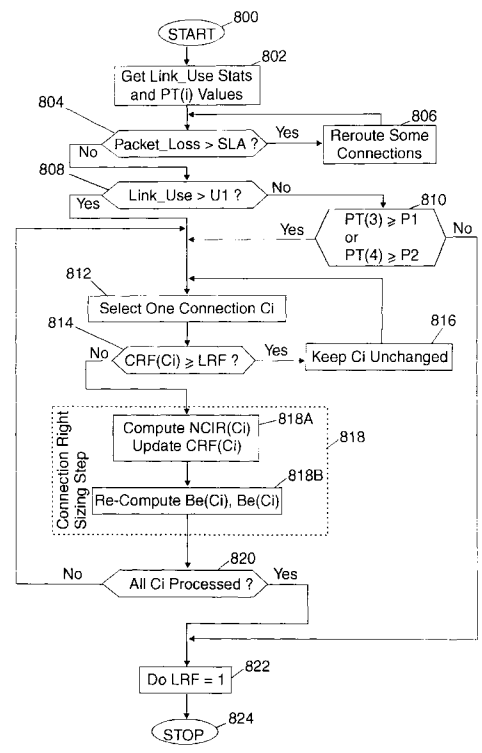 800
START
802
Get Link_Use Stats
and PT(i) Values
804
Packet_Loss > SLA ?
Yes
806
Reroute Some
Connections
No
808
Link_Use > U1 ?
No
Yes
810
PT(3) ⩾ P1
or
PT(4) ⩾ P2
Yes
No
812
Select One Connection Ci
814
CRF(Ci) ⩾ LRF ?
No
Yes
816
Keep Ci Unchanged
Connection Right
Sizing Step
818
Compute NCIR(Ci)
Update CRF(Ci)
818A
818B
Re-Compute Be(Ci), Be(Ci)
820
All Ci Processed ?
No
Yes
Do LRF = 1
822
STOP
824